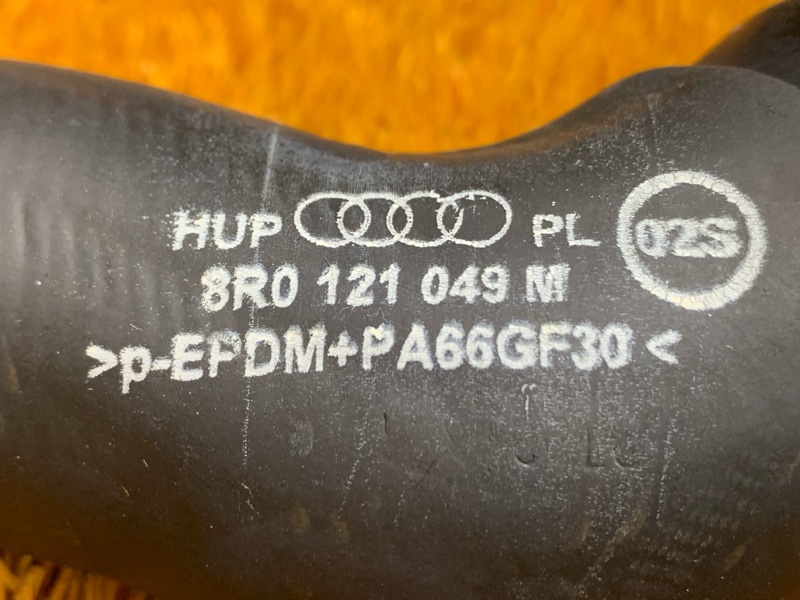 HUP PL 02S
8R0 121 049 M
>p-EPDM+PA66GF30<